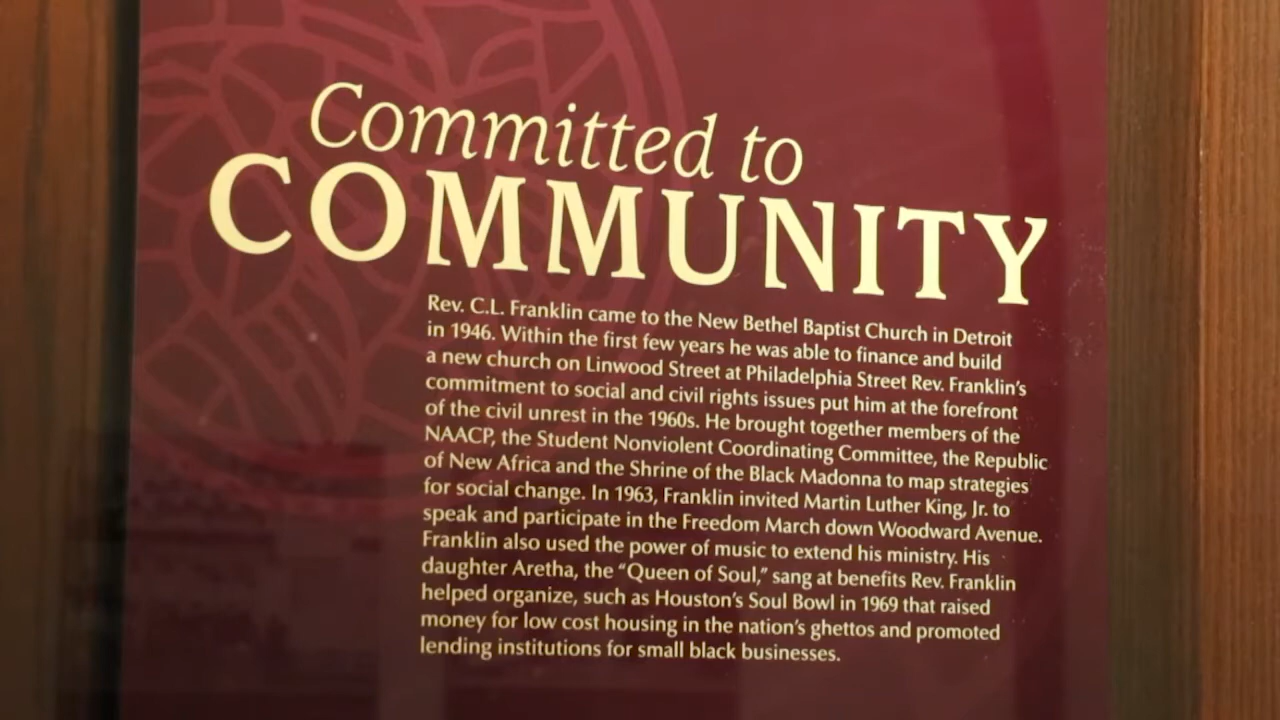 Committed to
COMMUNITY
Rev. C.L. Franklin came to the New Bethel Baptist Church in Detroit
in 1946. Within the first few years he was able to finance and build
a new church on Linwood Street at Philadelphia Street Rev. Franklin's
commitment to social and civil rights issues put him at the forefront
of the civil unrest in the 1960s. He brought together members of the
NAACP, the Student Nonviolent Coordinating Committee, the Republic
of New Africa and the Shrine of the Black Madonna to map strategies
for social change. In 1963, Franklin invited Martin Luther King, Jr. to
speak and participate in the Freedom March down Woodward Avenue.
Franklin also used the power of music to extend his ministry. His
daughter Aretha, the “Queen of Soul,” sang at benefits Rev. Franklin
helped organize, such as Houston's Soul Bowl in 1969 that raised
money for low cost housing in the nation's ghettos and promoted
lending institutions for small black businesses.